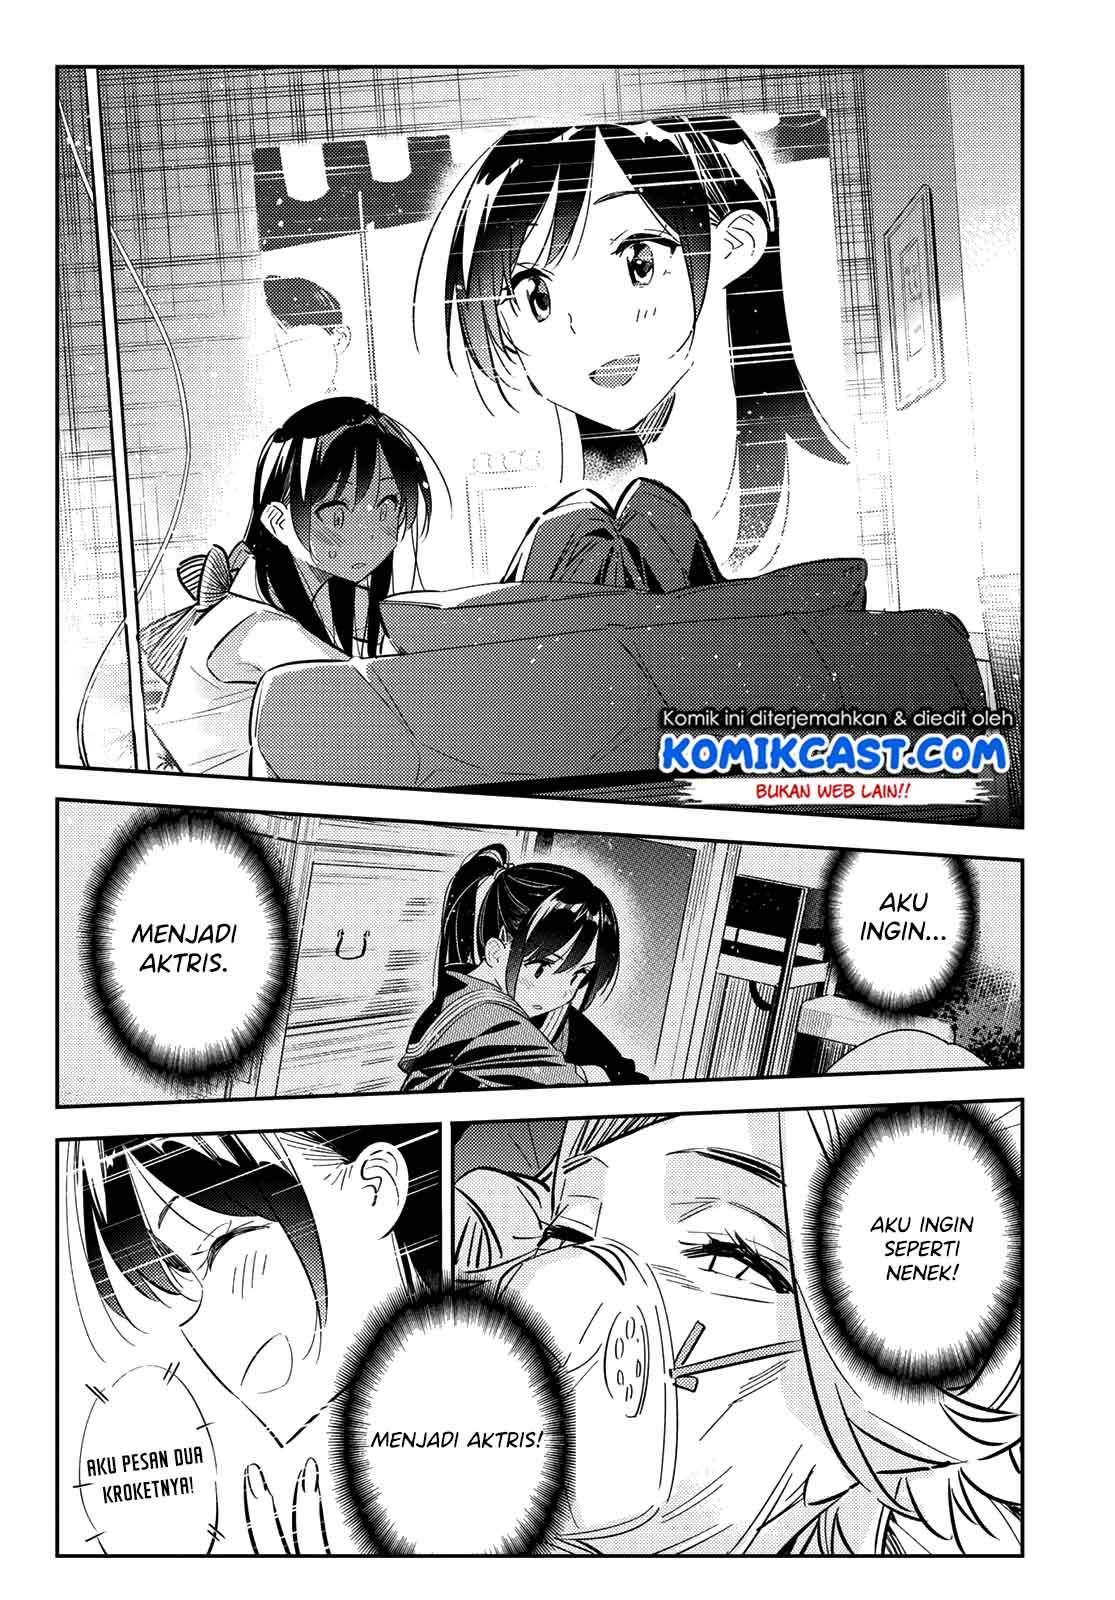 Komik ini diterjemahkan & diedit oleh
KOMIKCAST.COM
BUKAN WEB LAIN!!
AKU
INGIN...
MENJADI
AKTRIS.
AKU INGIN
SEPERTI
NENEK!
MENJADI AKTRIS!
AKU PESAN DUA
KROKETNYA!